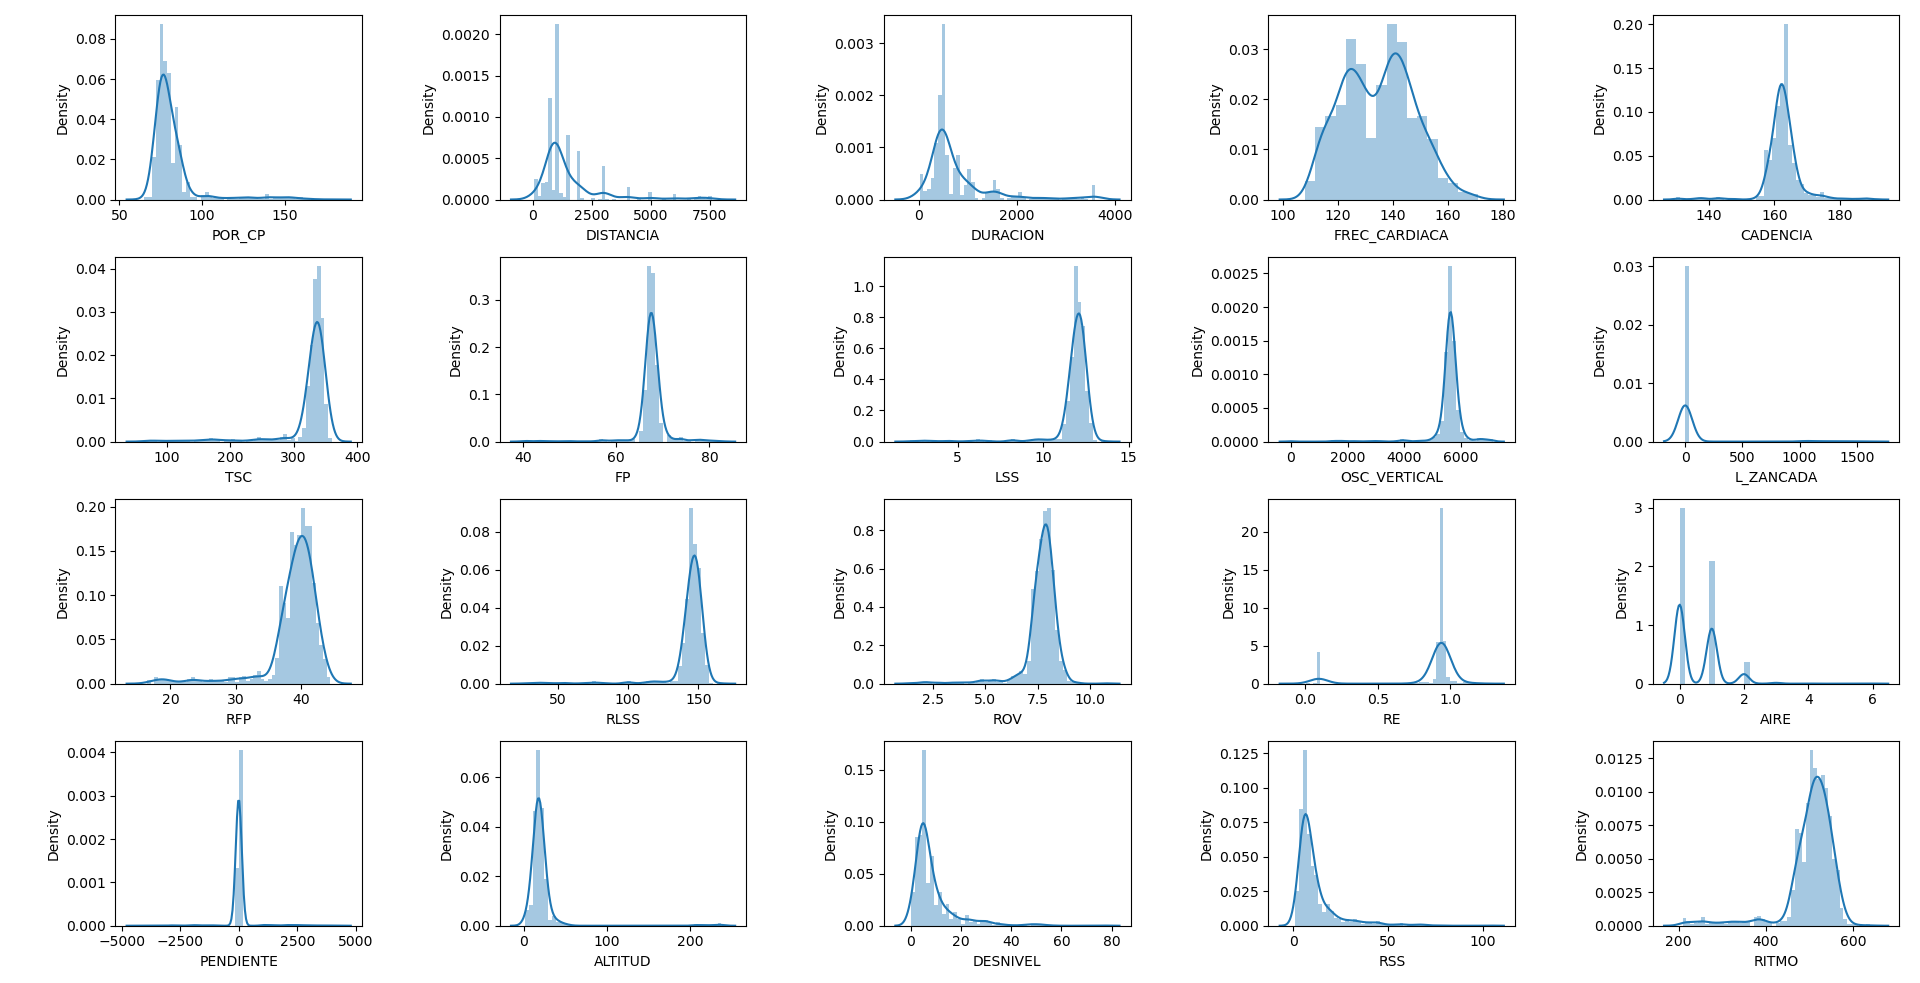 0.08
0.06
0.04
0.02
0.00
Density
50 100 150
POR_CP
0.0020
0.0015
0.0010
0.0005
0.0000
Density
0 2500 5000 7500
DISTANCIA
0.003
0.002
0.001
0.000
Density
0 2000 4000
DURACION
0.03
0.02
0.01
0.00
Density
100 120 140 160 180
FREC_CARDIACA
0.20
0.15
0.10
0.05
0.00
Density
140 160 180
CADENCIA
0.04
0.03
0.02
0.01
0.00
Density
100 200 300 400
TSC
0.3
0.2
0.1
0.0
Density
40 60 80
FP
1.0
0.8
0.6
0.4
0.2
0.0
Density
5 10 15
LSS
0.0025
0.0020
0.0015
0.0010
0.0005
0.0000
Density
0 2000 4000 6000
OSC_VERTICAL
0.03
0.02
0.01
0.00
Density
0 500 1000 1500
L_ZANCADA
0.20
0.15
0.10
0.05
0.00
Density
20 30 40
RFP
0.08
0.06
0.04
0.02
0.00
Density
50 100 150
RLSS
0.8
0.6
0.4
0.2
0.0
Density
2.5 5.0 7.5 10.0
ROV
20
15
10
5
0
Density
0.0 0.5 1.0
RE
3
2
1
0
Density
0 2 4 6
AIRE
0.004
0.003
0.002
0.001
0.000
Density
−5000 −2500 0 2500 5000
PENDIENTE
0.06
0.04
0.02
0.00
Density
0 100 200
ALTITUD
0.15
0.10
0.05
0.00
Density
0 20 40 60 80
DESNIVEL
0.125
0.100
0.075
0.050
0.025
0.000
Density
0 50 100
RSS
0.0125
0.0100
0.0075
0.0050
0.0025
0.0000
Density
200 400 600
RITMO